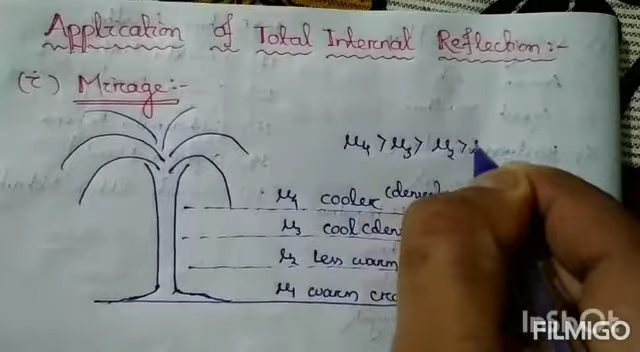 Application of Total Internal Reflection:-
(i) Mirage:-
μ4 > μ3 > μ2 >
μ4 cooler (denser
μ3 cool (den
μ2 less warm
μ1 warm
InShOt
FILMIGO